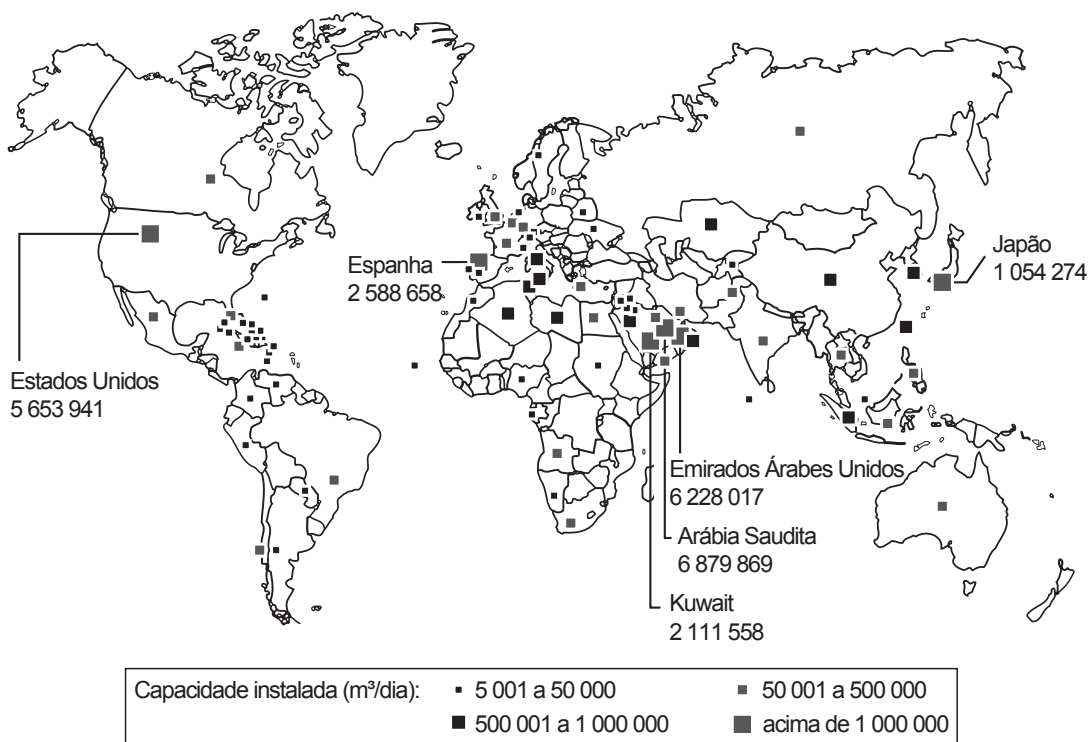 Japão
1 054 274
Espanha
2 588 658
Estados Unidos
5 653 941
Emirados Árabes Unidos
6 228 017
Arábia Saudita
6 879 869
Kuwait
2 111 558
Capacidade instalada (m³/dia): 5 001 a 50 000 50 001 a 500 000
500 001 a 1 000 000 acima de 1 000 000